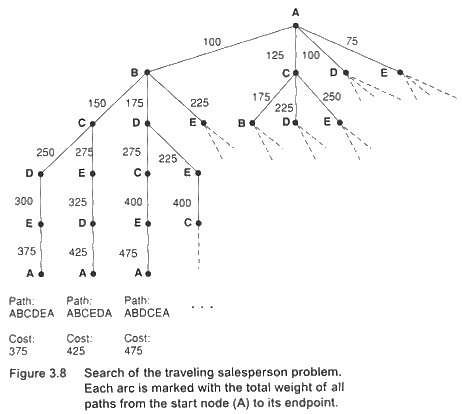 A
100
125
100
75
B
C
D
E
150
175
225
175
225
250
C
D
E
B
D
E
250
275
275
225
D
E
C
E
300
325
400
400
E
D
E
C
375
425
475
A
A
A
Path: Path: Path:
ABCDEA ABCEDA ABDCEA . . .
Cost: Cost: Cost:
375 425 475
Figure 3.8 Search of the traveling salesperson problem.
Each arc is marked with the total weight of all
paths from the start node (A) to its endpoint.